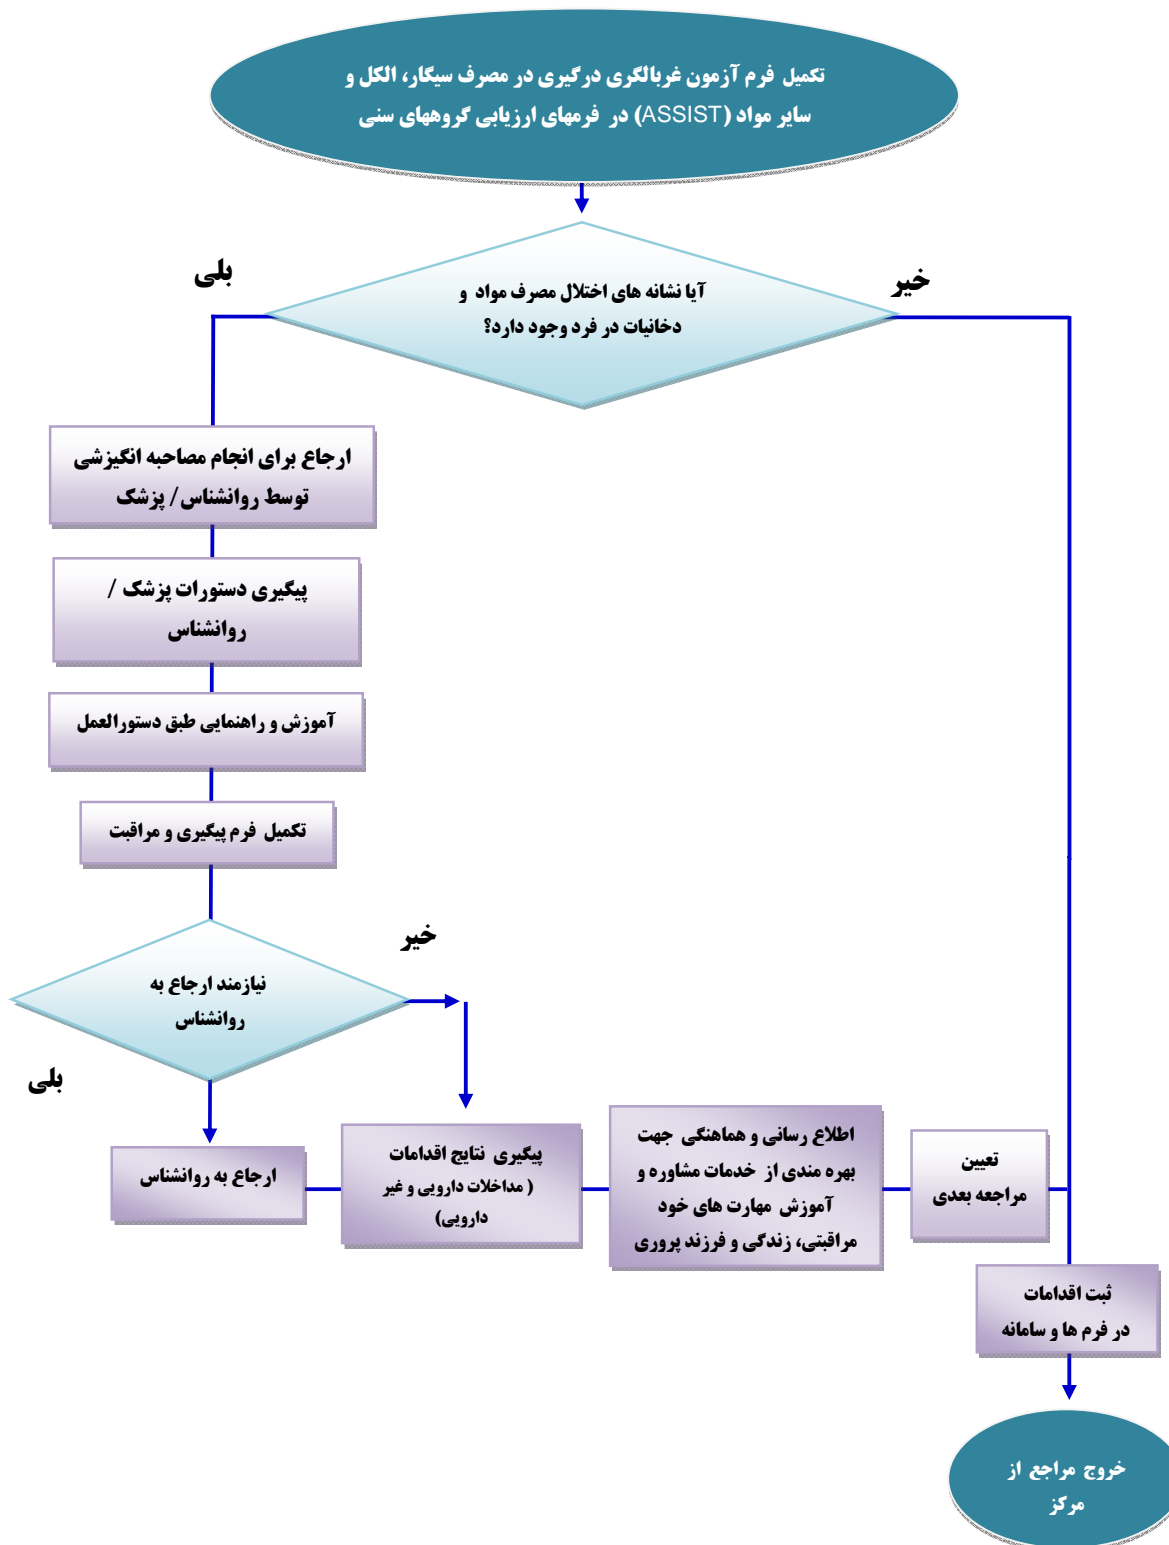 تکمیل فرم آزمون غربالگری درگیری در مصرف سیگار، الکل و
سایر مواد (ASSIST) در فرمهای ارزیابی گروههای سنی
آیا نشانه های اختلال مصرف مواد و
دخانیات در فرد وجود دارد؟
خیر
بلی
ارجاع برای انجام مصاحبه انگیزشی
توسط روانشناس/ پزشک
پیگیری دستورات پزشک /
روانشناس
آموزش و راهنمایی طبق دستورالعمل
تکمیل فرم پیگیری و مراقبت
نیازمند ارجاع به
روانشناس
خیر
بلی
ارجاع به روانشناس
پیگیری نتایج اقدامات
( مداخلات دارویی و غیر
دارویی)
اطلاع رسانی و هماهنگی جهت
بهره مندی از خدمات مشاوره و
آموزش مهارت های خود
مراقبتی، زندگی و فرزند پروری
تعیین
مراجعه بعدی
ثبت اقدامات
در فرم ها و سامانه
خروج مراجع از
مرکز